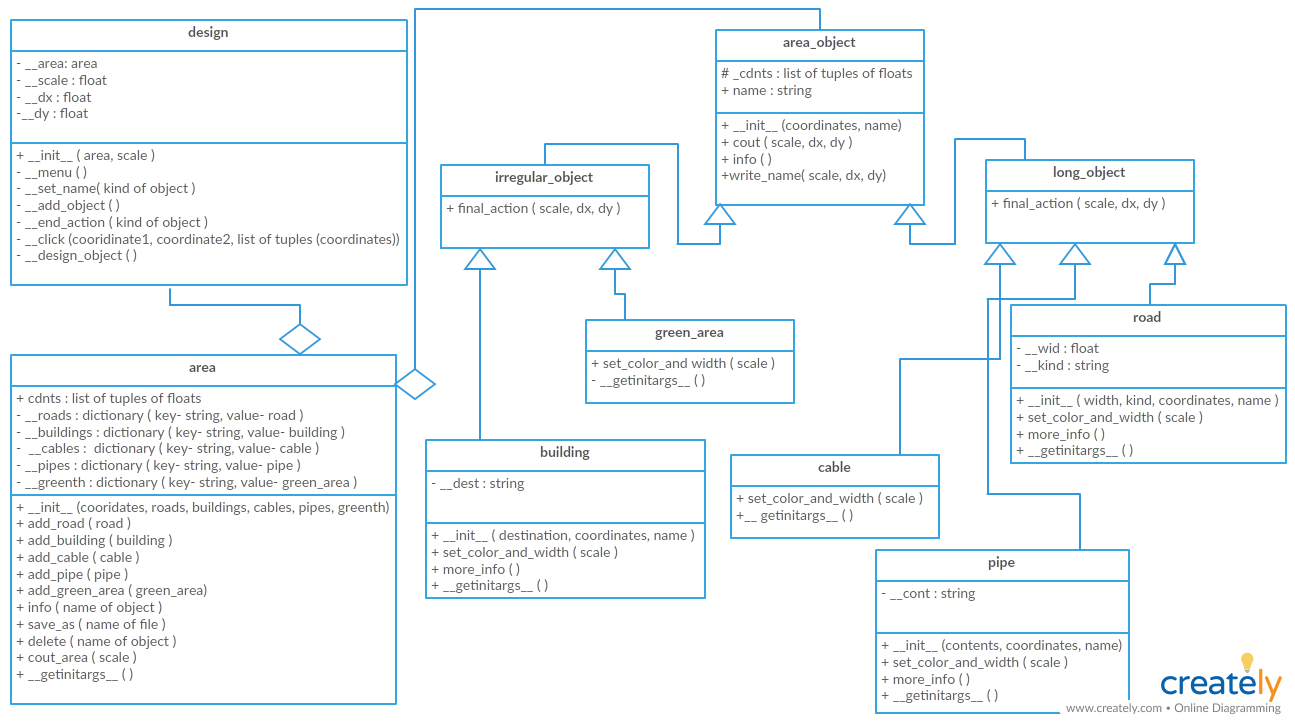 design
- __area: area
- __scale : float
- __dx : float
-__dy : float
+ __init__ ( area, scale )
- __menu ( )
- __set_name( kind of object )
- __add_object ( )
- __end_action ( kind of object )
- __click (cooridinate1, coordinate2, list of tuples (coordinates))
- __design_object ( )
area
+ cdnts : list of tuples of floats
- __roads : dictionary ( key- string, value- road )
- __buildings : dictionary ( key- string, value- building )
- __cables :  dictionary ( key- string, value- cable )
- __pipes : dictionary ( key- string, value- pipe )
- __greenth : dictionary ( key- string, value- green_area )
+ __init__ (cooridates, roads, buildings, cables, pipes, greenth)
+ add_road ( road )
+ add_building ( building )
+ add_cable ( cable )
+ add_pipe ( pipe )
+ add_green_area ( green_area)
+ info ( name of object )
+ save_as ( name of file )
+ delete ( name of object )
+ cout_area ( scale )
+ __getinitargs__ ( )
area_object
# _cdnts : list of tuples of floats
+ name : string
+ __init__ (coordinates, name)
+ cout ( scale, dx, dy )
+ info ( )
+write_name( scale, dx, dy)
irregular_object
+ final_action ( scale, dx, dy )
long_object
+ final_action ( scale, dx, dy )
green_area
+ set_color_and width ( scale )
- __getinitargs__ ( )
road
- __wid : float
- __kind : string
+ __init__ ( width, kind, coordinates, name )
+ set_color_and_width ( scale )
+ more_info ( )
+ __getinitargs__ ( )
building
- __dest : string
+ __init__ ( destination, coordinates, name )
+ set_color_and_width ( scale )
+ more_info ( )
+ __getinitargs__ ( )
cable
+ set_color_and_width ( scale )
+__ getinitargs__ ( )
pipe
- __cont : string
+ __init__ (contents, coordinates, name)
+ set_color_and_width ( scale )
+ more_info ( )
+ __getinitargs__ ( )
creately
www.creately.com • Online Diagramming